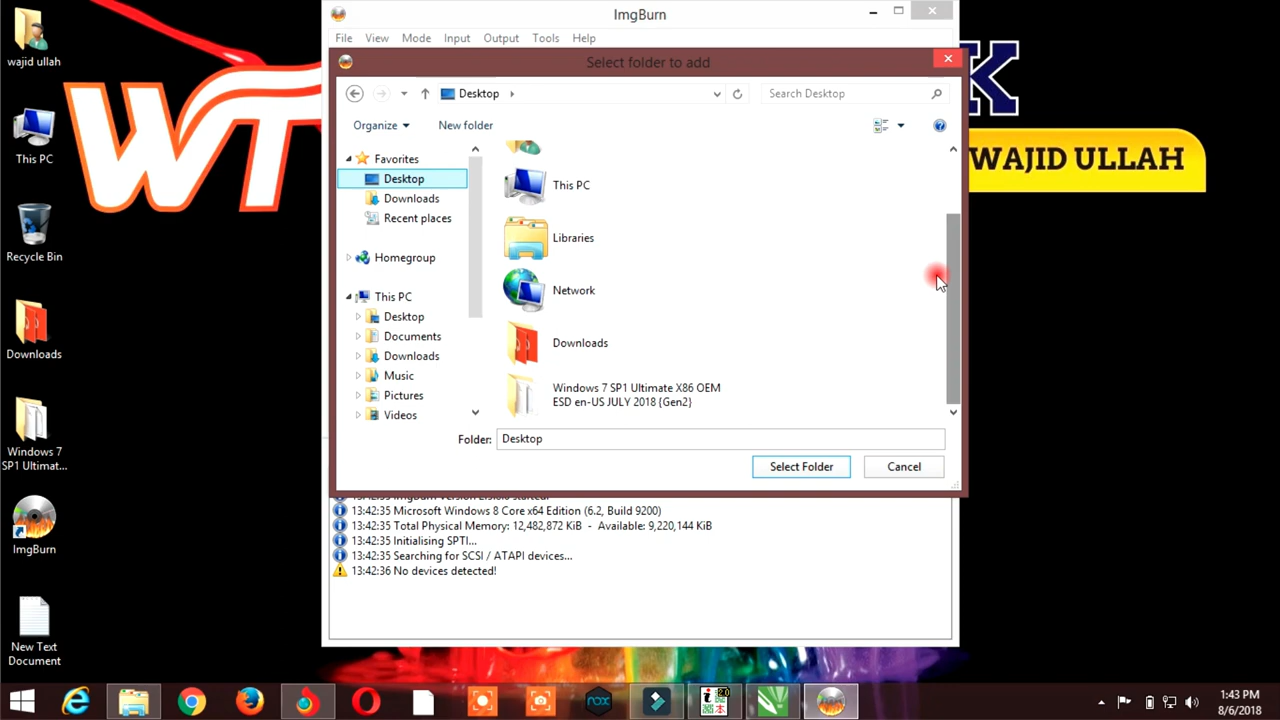 wajid ullah
This PC
Recycle Bin
Downloads
Windows 7
SP1 Ultimat...
ImgBurn
New Text
Document
WT
K
WAJID ULLAH
ImgBurn
File View Mode Input Output Tools Help
Select folder to add
Desktop
Search Desktop
Organize New folder
Favorites
Desktop
Downloads
Recent places
Homegroup
This PC
Desktop
Documents
Downloads
Music
Pictures
Videos
This PC
Libraries
Network
Downloads
Windows 7 SP1 Ultimate X86 OEM
ESD en-US JULY 2018 {Gen2}
Folder: Desktop
Select Folder Cancel
13:42:35 Microsoft Windows 8 Core x64 Edition (6.2, Build 9200)
13:42:35 Total Physical Memory: 12,482,872 KiB - Available: 9,220,144 KiB
13:42:35 Initialising SPTI...
13:42:35 Searching for SCSI / ATAPI devices...
13:42:36 No devices detected!
nox
2.0
1:43 PM
8/6/2018